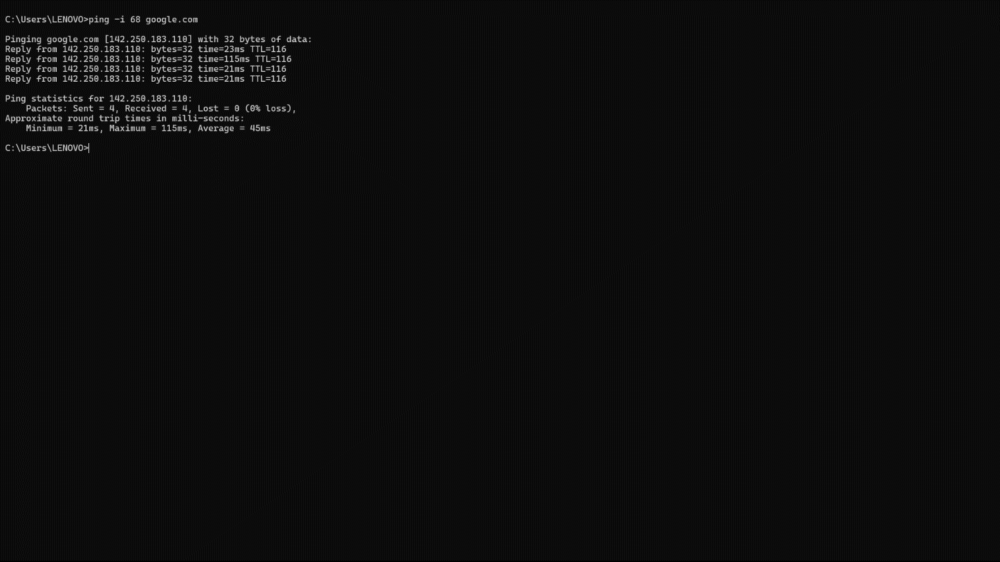 C:\Users\LENOVO>ping -i 68 google.com
Pinging google.com [142.250.183.110] with 32 bytes of data:
Reply from 142.250.183.110: bytes=32 time=23ms TTL=116
Reply from 142.250.183.110: bytes=32 time=115ms TTL=116
Reply from 142.250.183.110: bytes=32 time=21ms TTL=116
Reply from 142.250.183.110: bytes=32 time=21ms TTL=116
Ping statistics for 142.250.183.110:
    Packets: Sent = 4, Received = 4, Lost = 0 (0% loss),
Approximate round trip times in milli-seconds:
    Minimum = 21ms, Maximum = 115ms, Average = 45ms
C:\Users\LENOVO>